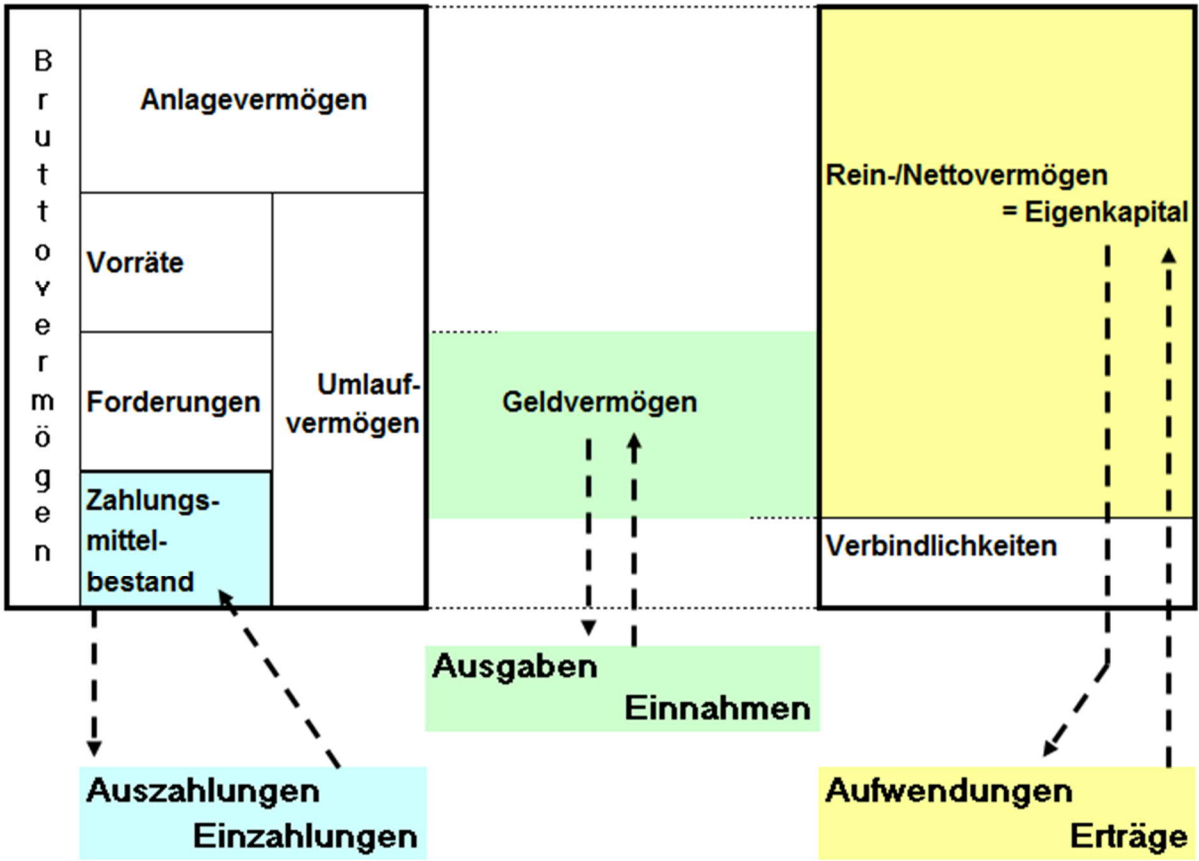 Bruttovermögen
Anlagevermögen
Vorräte
Forderungen
Umlauf-
vermögen
Zahlungs-
mittel-
bestand
Geldvermögen
Rein-/Nettovermögen
= Eigenkapital
Verbindlichkeiten
Ausgaben
Einnahmen
Auszahlungen
Einzahlungen
Aufwendungen
Erträge